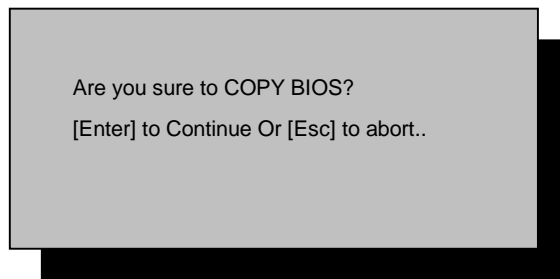 Are you sure to COPY BIOS?
[Enter] to Continue Or [Esc] to abort..